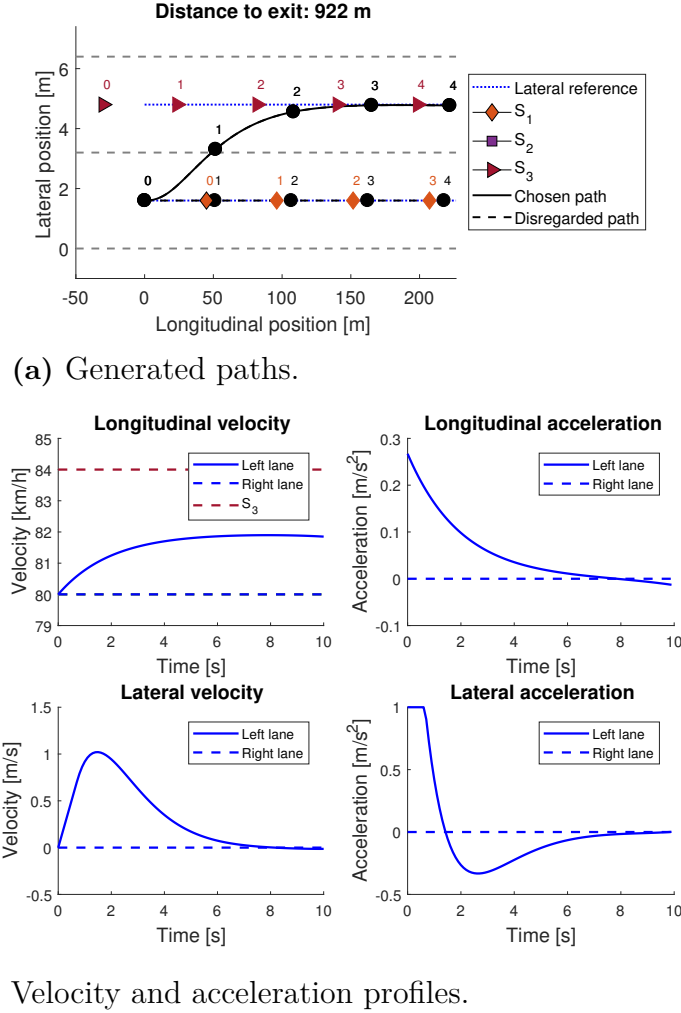 Distance to exit: 922 m
Lateral position [m]
6
4
2
0
0 1 2 3 4
2 3 4
1
0
0 1 1 2 2 3 3 4
-50 0 50 100 150 200
Longitudinal position [m]
Lateral reference
S1
S2
S3
Chosen path
Disregarded path
(a) Generated paths.
Longitudinal velocity
Velocity [km/h]
85
84
83
82
81
80
79
Left lane
Right lane
S3
0 2 4 6 8 10
Time [s]
Longitudinal acceleration
Acceleration [m/s²]
0.3
0.2
0.1
0
-0.1
Left lane
Right lane
0 2 4 6 8 10
Time [s]
Lateral velocity
Velocity [m/s]
1.5
1
0.5
0
-0.5
Left lane
Right lane
0 2 4 6 8 10
Time [s]
Lateral acceleration
Acceleration [m/s²]
1
0.5
0
-0.5
Left lane
Right lane
0 2 4 6 8 10
Time [s]
Velocity and acceleration profiles.